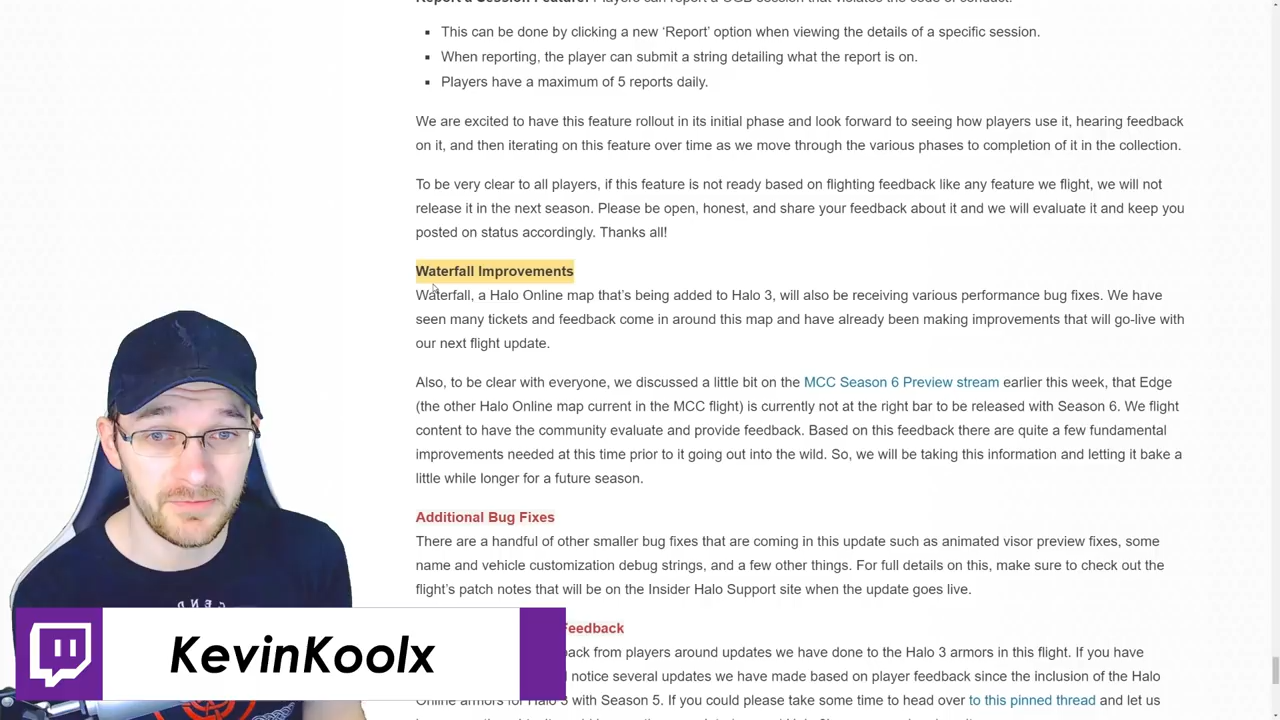 This can be done by clicking a new ‘Report’ option when viewing the details of a specific session.
When reporting, the player can submit a string detailing what the report is on.
Players have a maximum of 5 reports daily.
We are excited to have this feature rollout in its initial phase and look forward to seeing how players use it, hearing feedback
on it, and then iterating on this feature over time as we move through the various phases to completion of it in the collection.
To be very clear to all players, if this feature is not ready based on flighting feedback like any feature we flight, we will not
release it in the next season. Please be open, honest, and share your feedback about it and we will evaluate it and keep you
posted on status accordingly. Thanks all!
Waterfall Improvements
Waterfall, a Halo Online map that’s being added to Halo 3, will also be receiving various performance bug fixes. We have
seen many tickets and feedback come in around this map and have already been making improvements that will go-live with
our next flight update.
Also, to be clear with everyone, we discussed a little bit on the MCC Season 6 Preview stream earlier this week, that Edge
(the other Halo Online map current in the MCC flight) is currently not at the right bar to be released with Season 6. We flight
content to have the community evaluate and provide feedback. Based on this feedback there are quite a few fundamental
improvements needed at this time prior to it going out into the wild. So, we will be taking this information and letting it bake a
little while longer for a future season.
Additional Bug Fixes
There are a handful of other smaller bug fixes that are coming in this update such as animated visor preview fixes, some
name and vehicle customization debug strings, and a few other things. For full details on this, make sure to check out the
flight’s patch notes that will be on the Insider Halo Support site when the update goes live.
Feedback
back from players around updates we have done to the Halo 3 armors in this flight. If you have
notice several updates we have made based on player feedback since the inclusion of the Halo
Online armors for Halo 3 with Season 5. If you could please take some time to head over to this pinned thread and let us
KevinKoolx